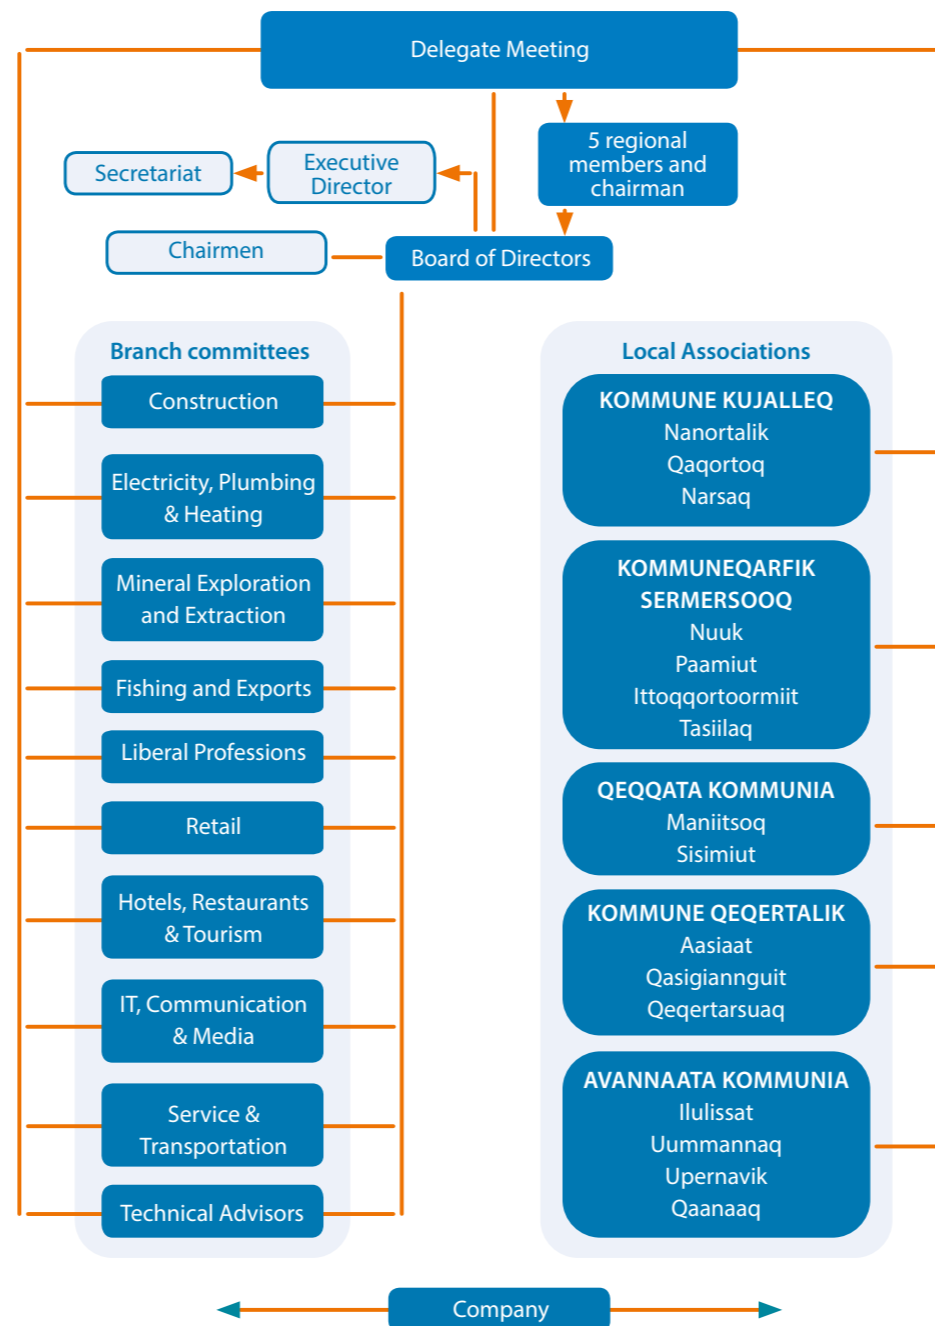 Delegate Meeting
5 regional
members and
chairman
Executive
Director
Secretariat
Chairmen
Board of Directors
Branch committees
Construction
Electricity, Plumbing
& Heating
Mineral Exploration
and Extraction
Fishing and Exports
Liberal Professions
Retail
Hotels, Restaurants
& Tourism
IT, Communication
& Media
Service &
Transportation
Technical Advisors
Local Associations
KOMMUNE KUJALLEQ
Nanortalik
Qaqortoq
Narsaq
KOMMUNEQARFIK
SERMERSOOQ
Nuuk
Paamiut
Ittoqqortoormiit
Tasiilaq
QEQQATA KOMMUNIA
Maniitsoq
Sisimiut
KOMMUNE QEQERTALIK
Aasiaat
Qasigiannguit
Qeqertarsuaq
AVANNAATA KOMMUNIA
Ilulissat
Uummannaq
Upernavik
Qaanaaq
Company